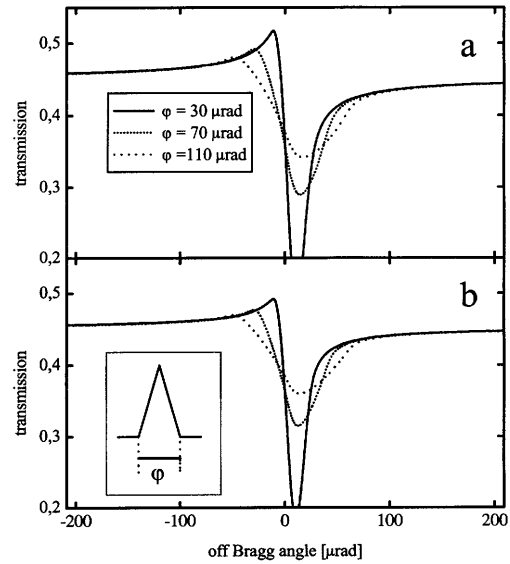 a
0,5
0,4
0,3
0,2
transmission
φ = 30 μrad
φ = 70 μrad
φ =110 μrad
b
0,5
0,4
0,3
0,2
transmission
φ
-200 -100 0 100 200
off Bragg angle [μrad]